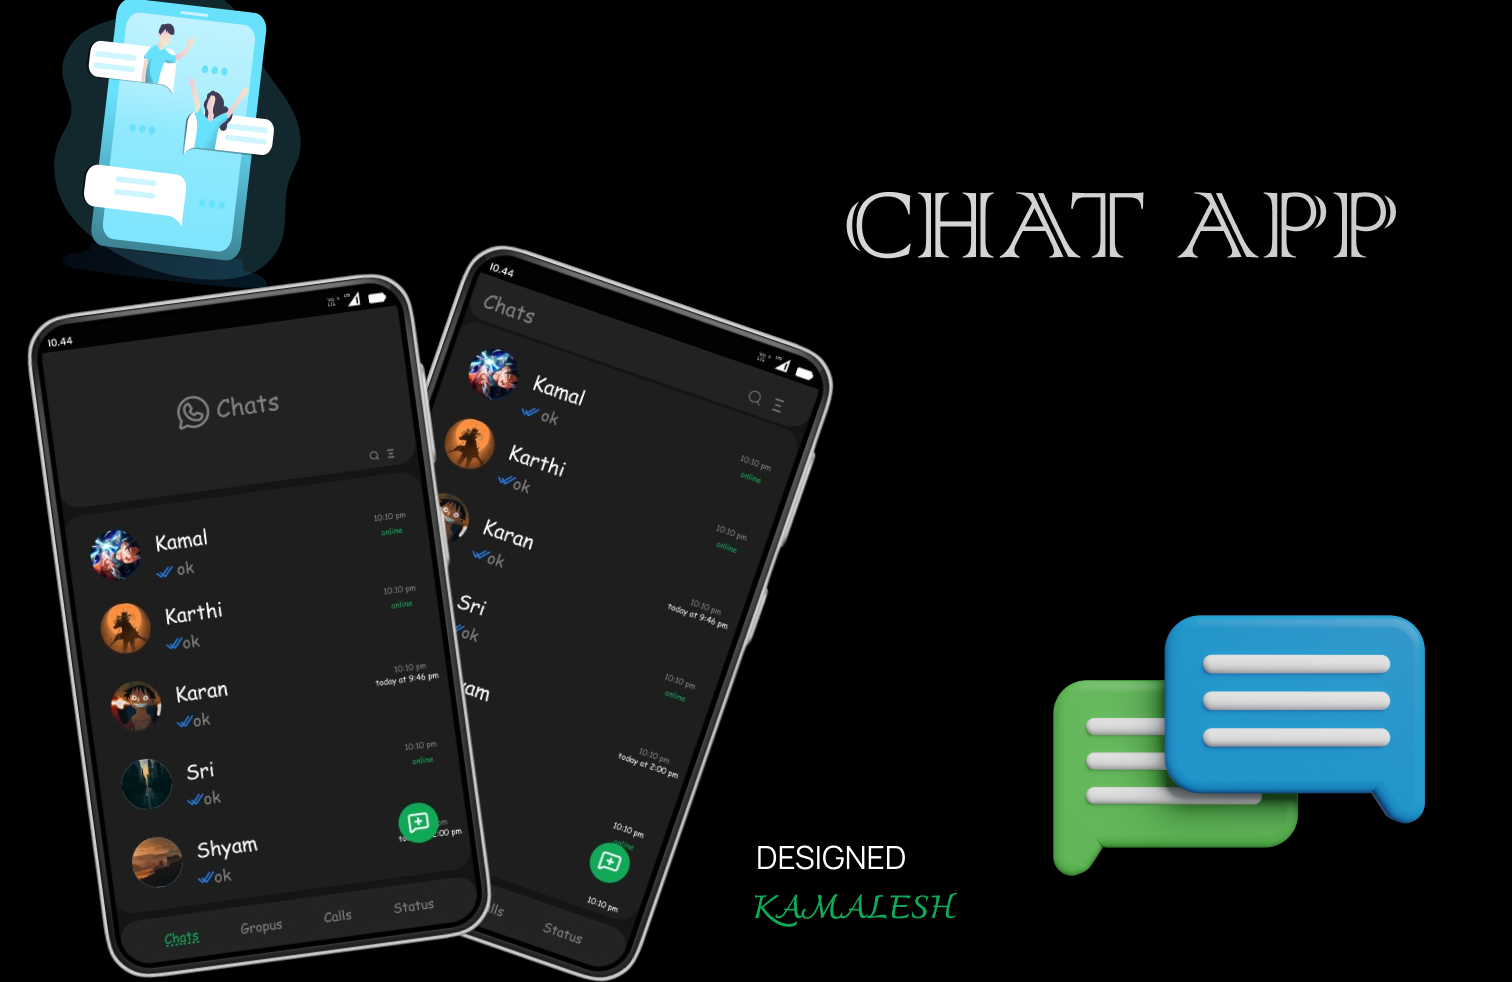 CHAT APP
10.44
Chats
Kamal
ok
10:10 pm
online
Karthi
ok
10:10 pm
online
Karan
ok
10:10 pm
today at 9:46 pm
Sri
ok
10:10 pm
online
Shyam
ok
pm
2:00 pm
Chats
Gropus
Calls
Status
10.44
Chats
Kamal
ok
10:10 pm
online
Karthi
ok
10:10 pm
online
Karan
ok
10:10 pm
today at 9:46 pm
Sri
ok
10:10 pm
online
yam
10:10 pm
today at 2:00 pm
10:10 pm
online
10:10 pm
lls
Status
DESIGNED
KAMALESH